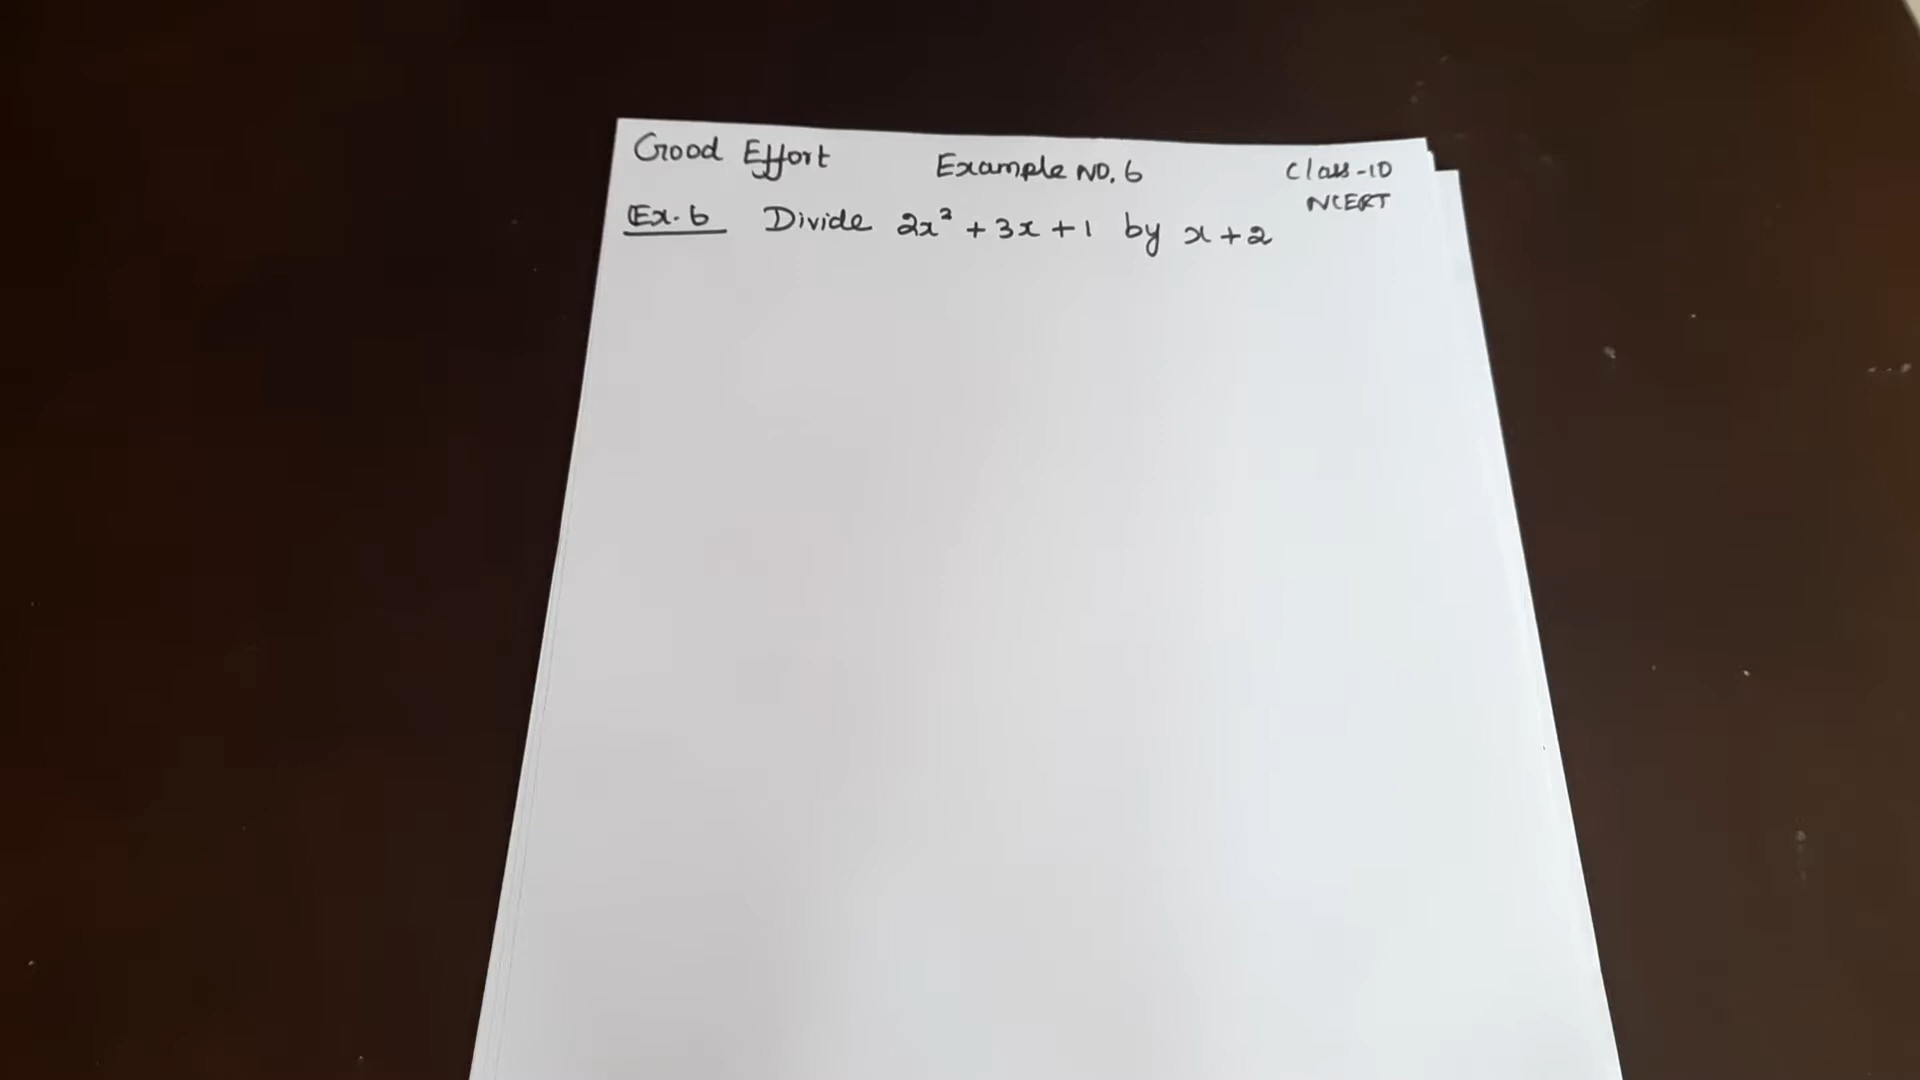 Good Effort Example NO. 6 Class-10
NCERT
Ex. 6 Divide 2x² + 3x + 1 by x + 2